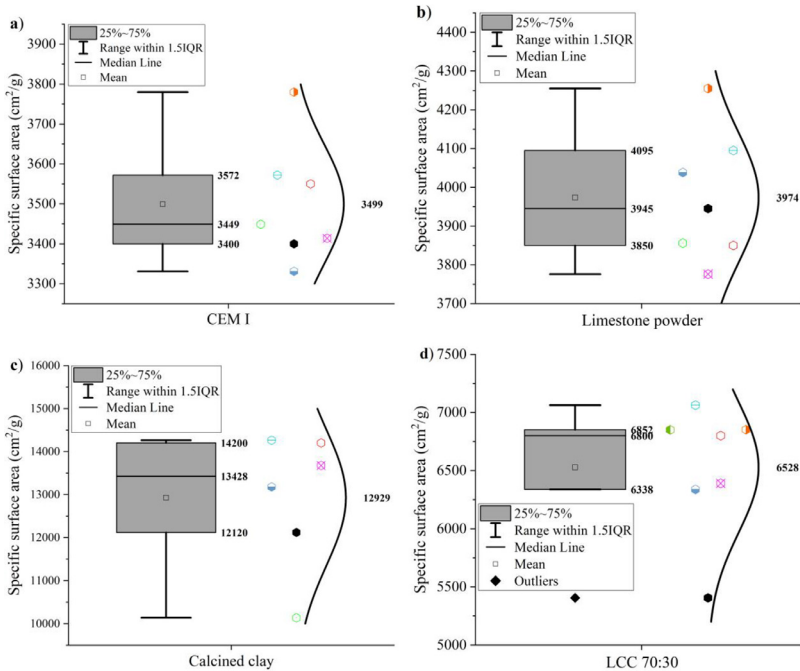 a)
25%~75%
Range within 1.5IQR
Median Line
Mean
3900
3800
3700
3600
3500
3400
3300
Specific surface area (cm²/g)
3572
3449
3400
3499
CEM I
b)
25%~75%
Range within 1.5IQR
Median Line
Mean
4400
4300
4200
4100
4000
3900
3800
3700
Specific surface area (cm²/g)
4095
3945
3850
3974
Limestone powder
c)
25%~75%
Range within 1.5IQR
Median Line
Mean
16000
15000
14000
13000
12000
11000
10000
Specific surface area (cm²/g)
14200
13428
12120
12929
Calcined clay
d)
7500
7000
6500
6000
5500
5000
Specific surface area (cm²/g)
6852
6800
6338
6528
25%~75%
Range within 1.5IQR
Median Line
Mean
Outliers
LCC 70:30